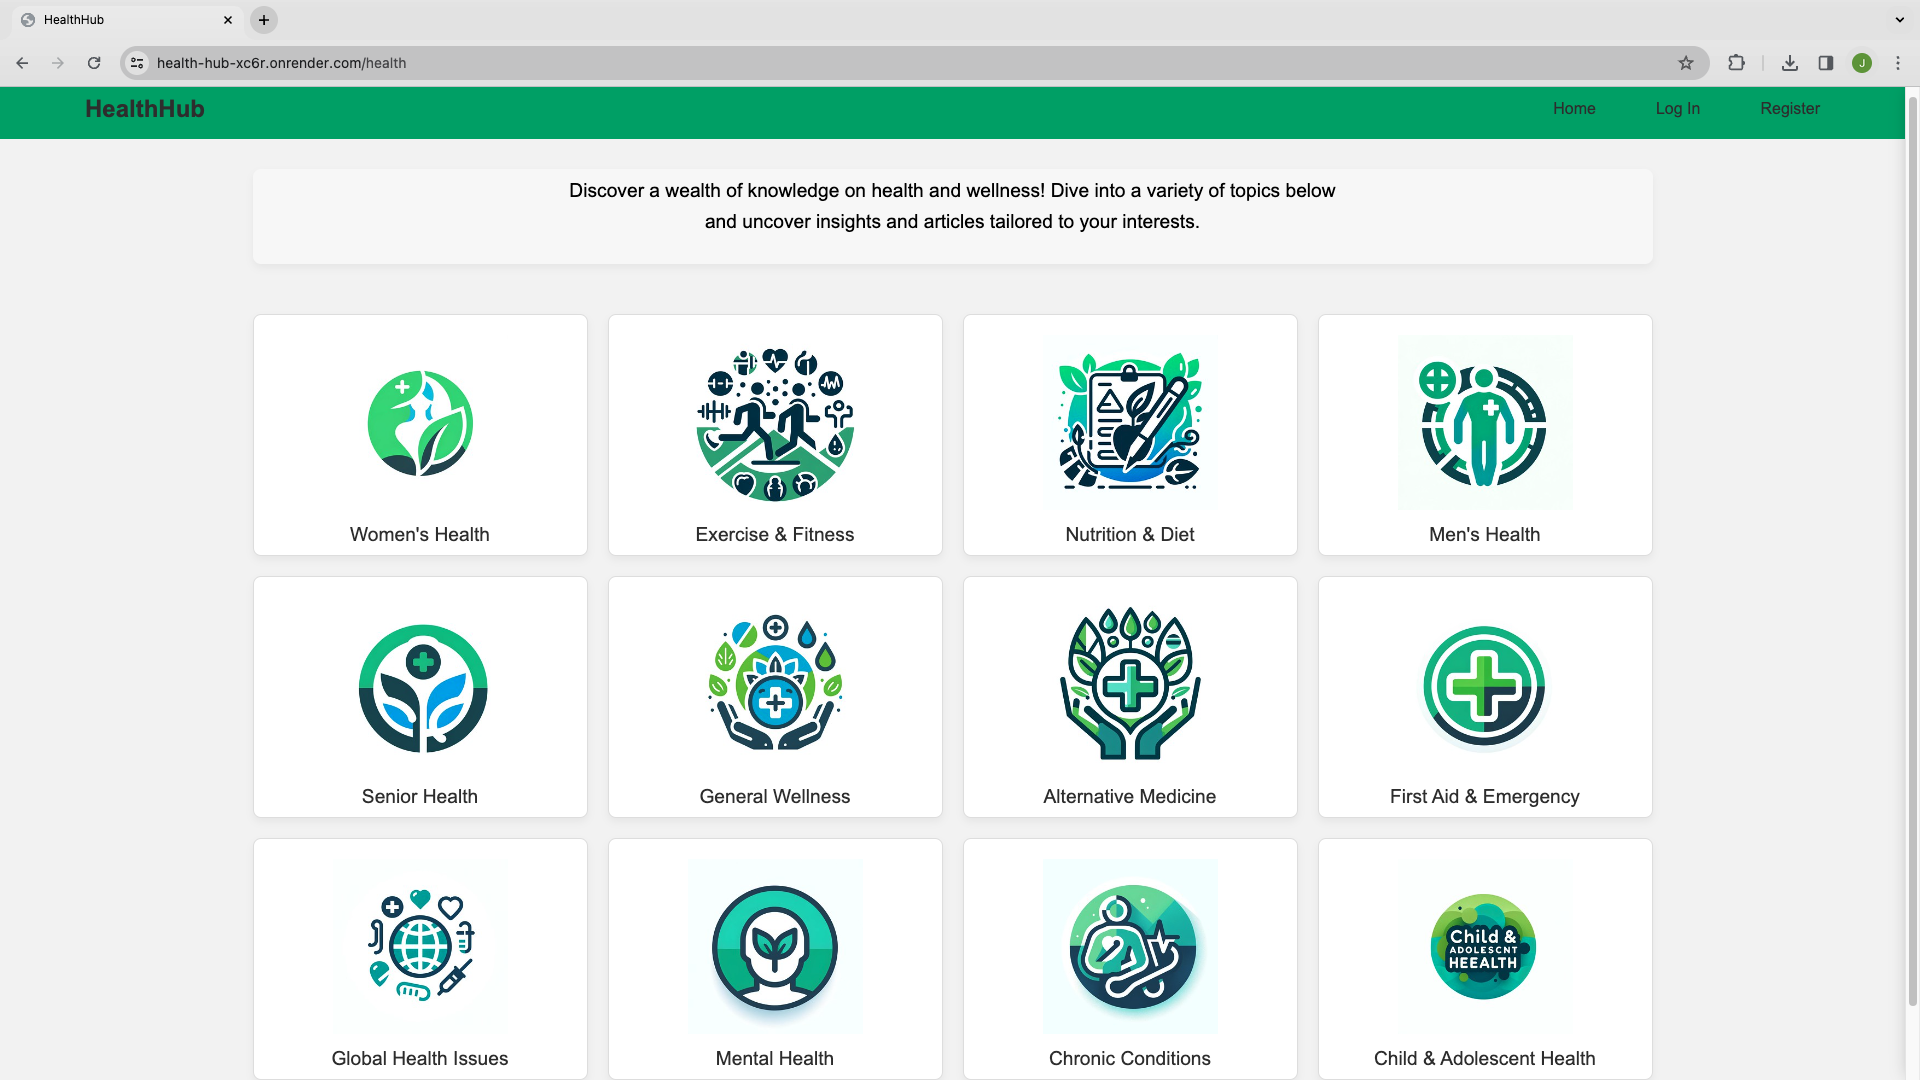 HealthHub
health-hub-xc6r.onrender.com/health
J
HealthHub
Home
Log In
Register
Discover a wealth of knowledge on health and wellness! Dive into a variety of topics below
and uncover insights and articles tailored to your interests.
Women's Health
Exercise & Fitness
Nutrition & Diet
Men's Health
Senior Health
General Wellness
Alternative Medicine
First Aid & Emergency
Child &
ADOLESCNT
HEEALTH
Global Health Issues
Mental Health
Chronic Conditions
Child & Adolescent Health